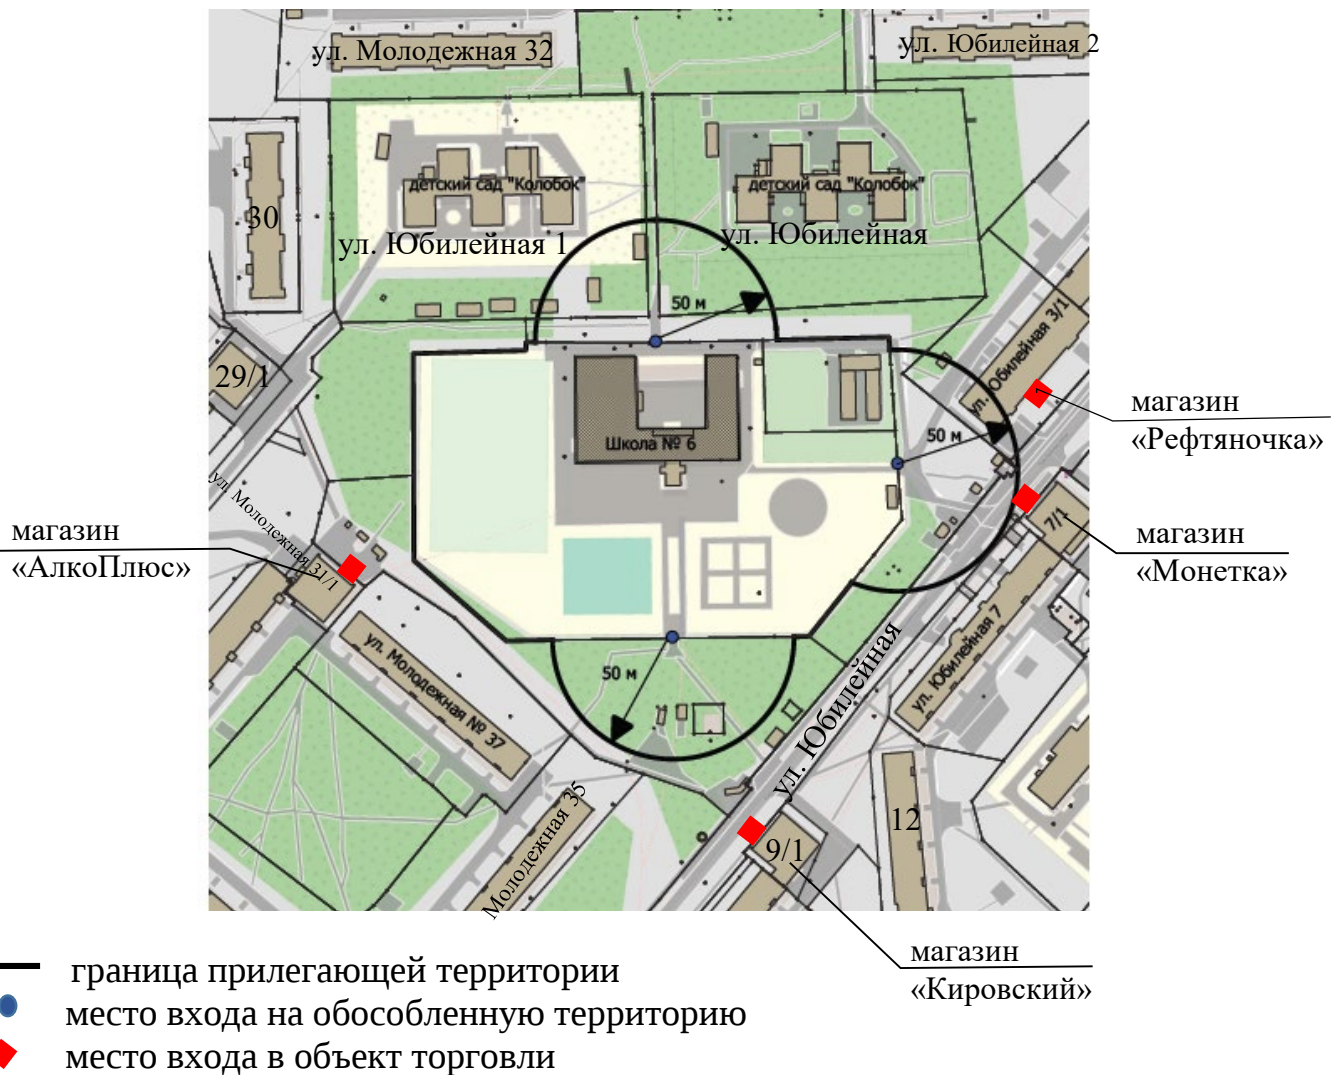 ул. Молодежная 32
ул. Юбилейная 2
детский сад "Колобок"
детский сад "Колобок"
30
ул. Юбилейная 1
ул. Юбилейная
50 м
ул. Юбилейная 3/1
29/1
1
магазин
«Рефтяночка»
Школа № 6
50 м
ул. Молодежная 31/1
магазин
«АлкоПлюс»
7/1
магазин
«Монетка»
ул. Молодежная № 37
50 м
ул. Юбилейная
ул. Юбилейная 7
Молодежная 35
9/1
12
магазин
«Кировский»
граница прилегающей территории
место входа на обособленную территорию
место входа в объект торговли